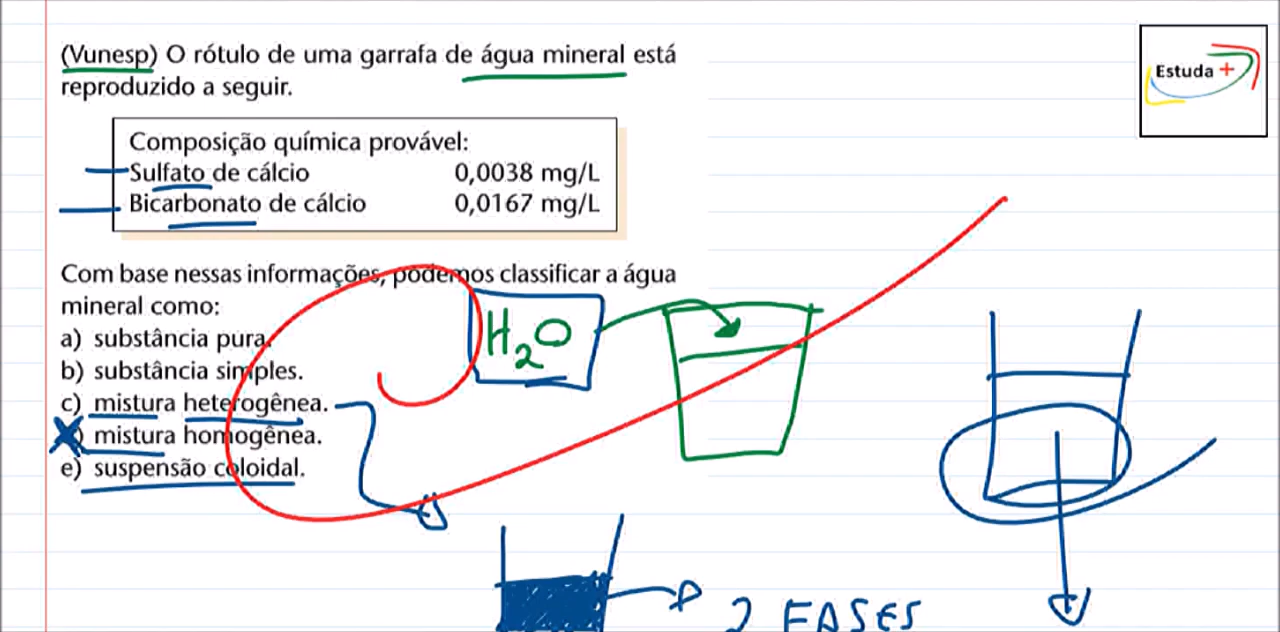 (Vunesp) O rótulo de uma garrafa de água mineral está
reproduzido a seguir.
Estuda +
Composição química provável:
Sulfato de cálcio 0,0038 mg/L
Bicarbonato de cálcio 0,0167 mg/L
Com base nessas informações, podemos classificar a água
mineral como:
a) substância pura.
b) substância simples.
c) mistura heterogênea.
) mistura homogênea.
e) suspensão coloidal.
H2O
2 FASES